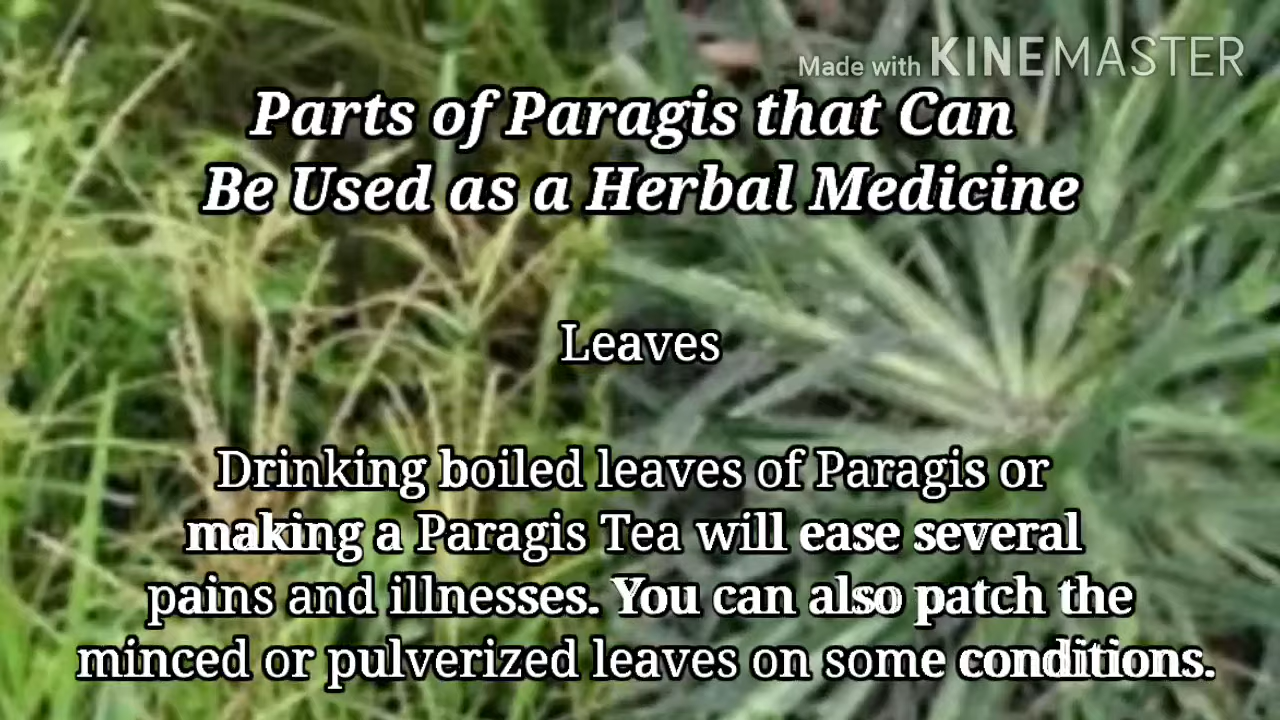 Made with KINEMASTER
Parts of Paragis that Can
Be Used as a Herbal Medicine
Leaves
Drinking boiled leaves of Paragis or
making a Paragis Tea will ease several
pains and illnesses. You can also patch the
minced or pulverized leaves on some conditions.